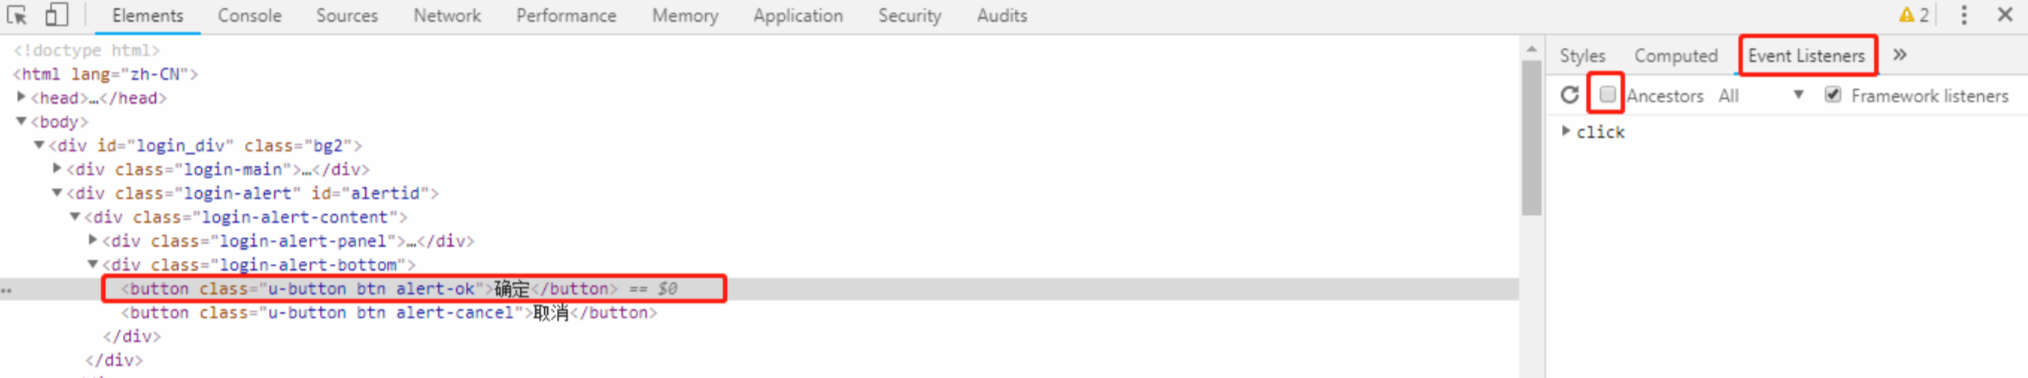 Elements Console Sources Network Performance Memory Application Security Audits 2
<!doctype html>
<html lang="zh-CN">
<head>…</head>
<body>
<div id="login_div" class="bg2">
<div class="login-main">…</div>
<div class="login-alert" id="alertid">
<div class="login-alert-content">
<div class="login-alert-panel">…</div>
<div class="login-alert-bottom">
<button class="u-button btn alert-ok">确定</button> == $0
<button class="u-button btn alert-cancel">取消</button>
</div>
</div>
Styles Computed Event Listeners »
Ancestors All Framework listeners
click